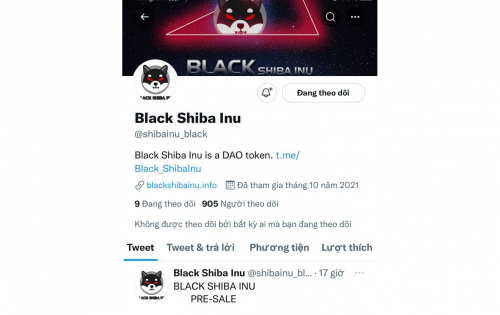 BLACK SHIBA INU
BLACK SHIBA INU
Đang theo dõi
Black Shiba Inu
@shibainu_black
Black Shiba Inu is a DAO token. t.me/
Black_ShibaInu
blackshibainu.info Đã tham gia tháng 10 năm 2021
9 Đang theo dõi 905 Người theo dõi
Không được theo dõi bởi bất kỳ ai mà bạn đang theo dõi
Tweet Tweet & trả lời Phương tiện Lượt thích
Black Shiba Inu @shibainu_bl... · 17 giờ
BLACK SHIBA INU
PRE-SALE